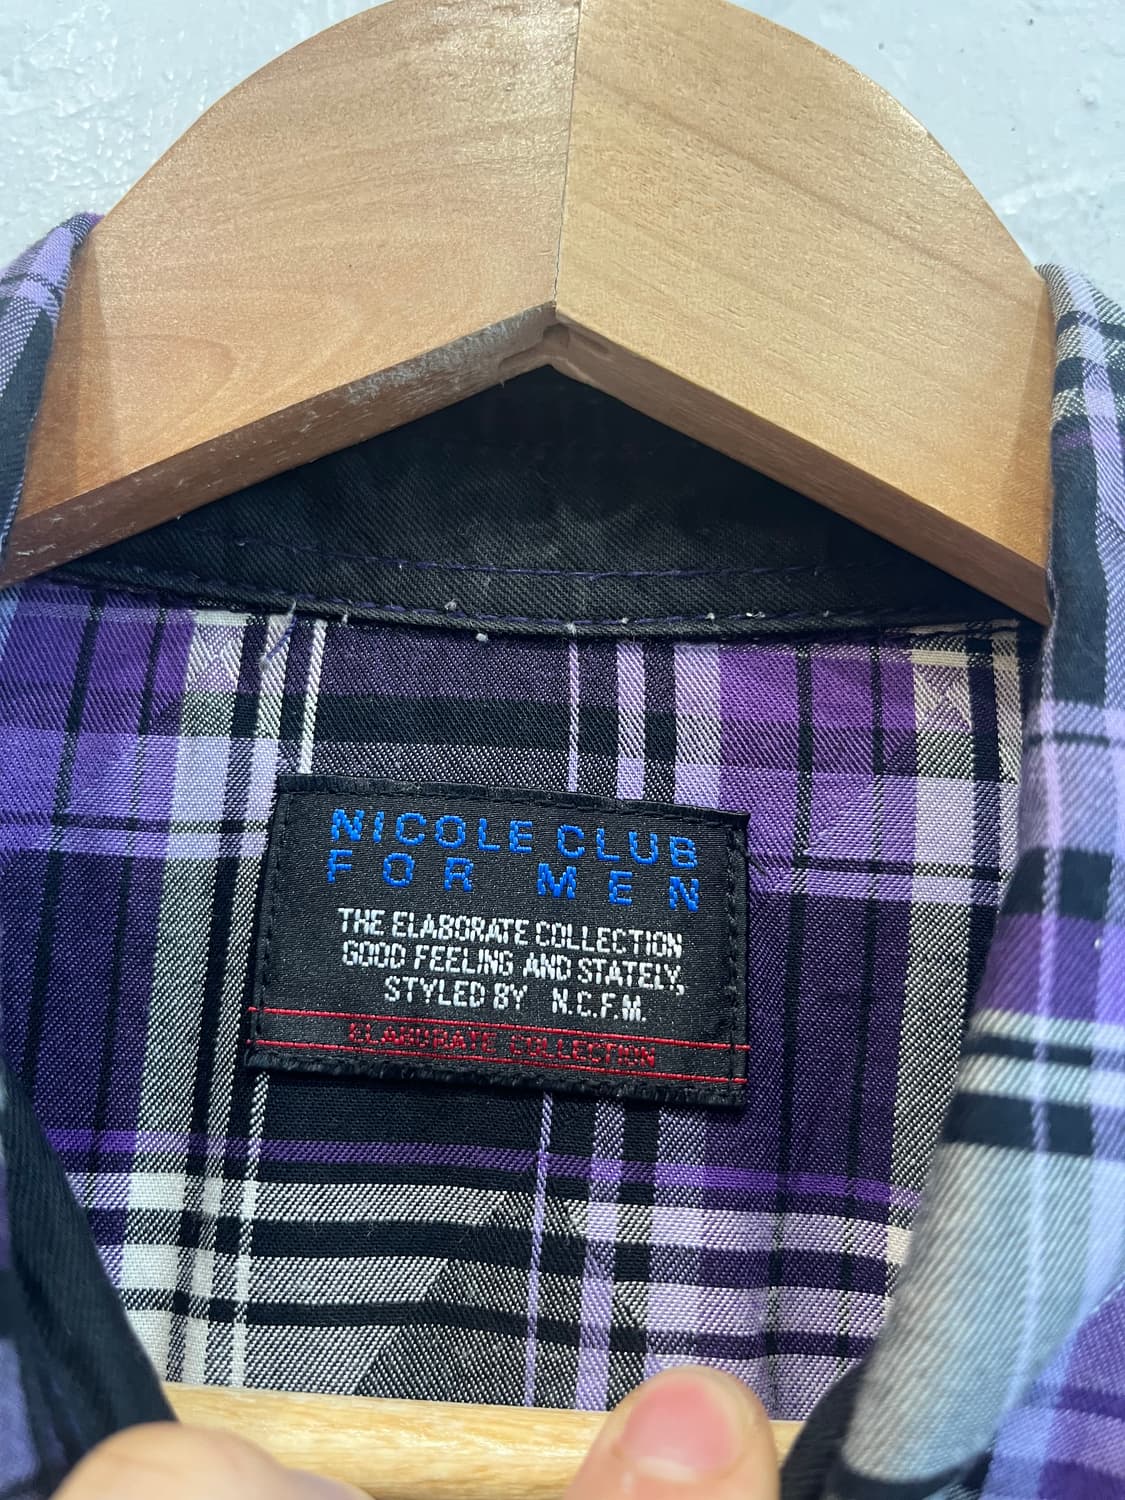 NICOLE CLUB
FOR MEN
THE ELABORATE COLLECTION
GOOD FEELING AND STATELY,
STYLED BY N.C.F.M.
ELABORATE COLLECTION